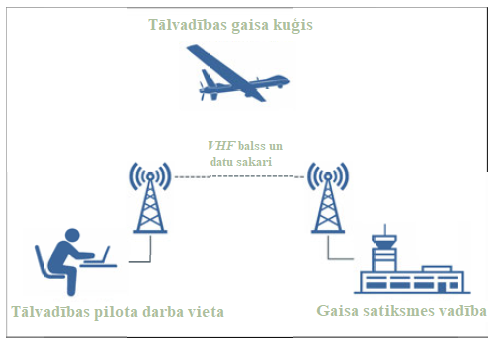 Tālvadības gaisa kuģis
VHF balss un
datu sakari
Tālvadības pilota darba vieta
Gaisa satiksmes vadība